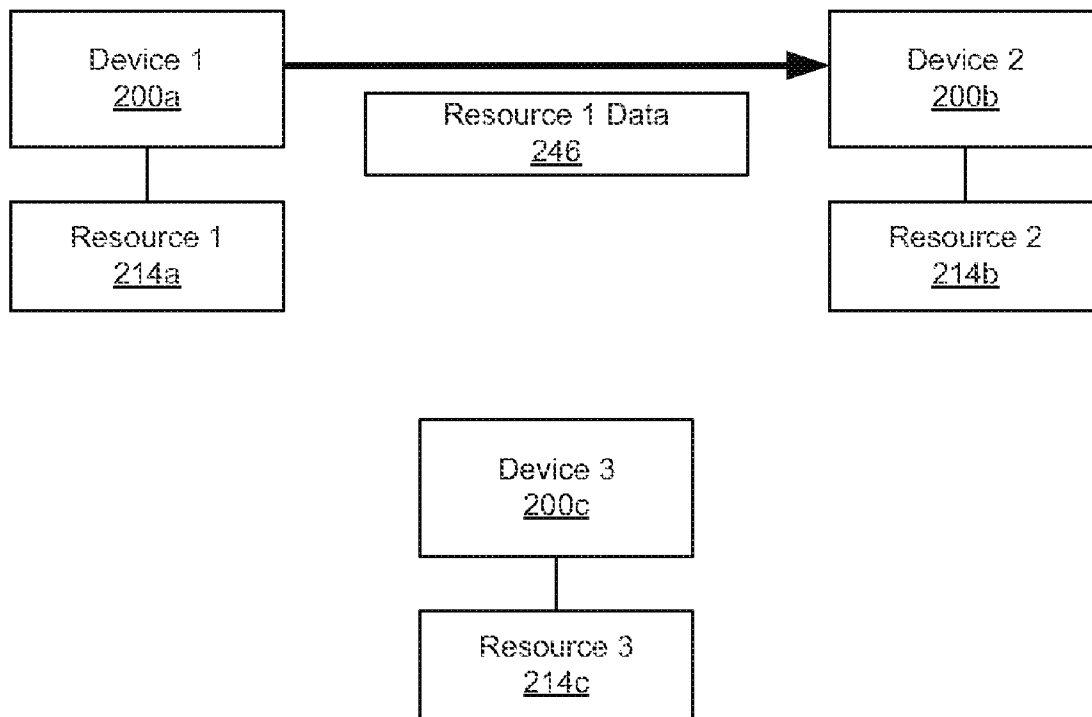 Device 1
200a
Device 2
200b
Resource 1 Data
246
Resource 1
214a
Resource 2
214b
Device 3
200c
Resource 3
214c